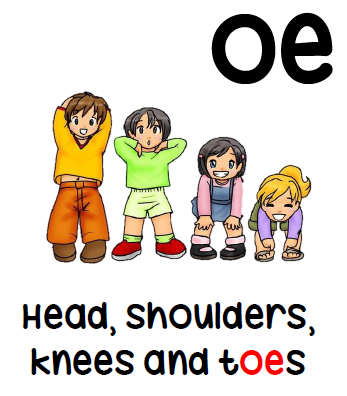 oe
Head, shoulders,
knees and toes